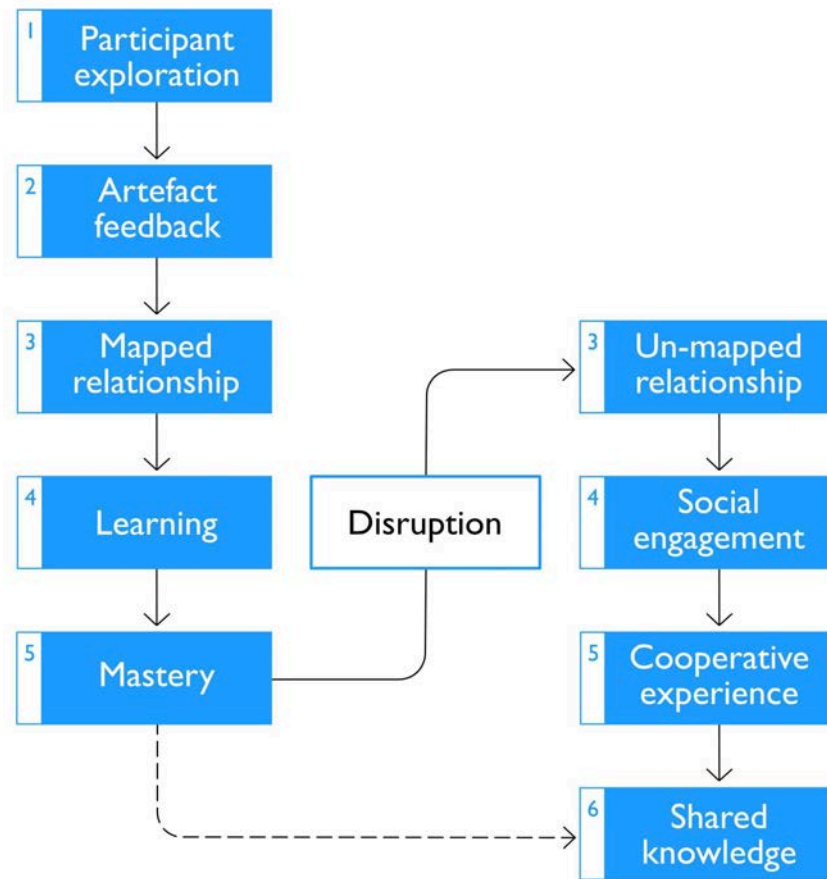 1
Participant
exploration
2
Artefact
feedback
3
Mapped
relationship
4
Learning
5
Mastery
Disruption
3
Un-mapped
relationship
4
Social
engagement
5
Cooperative
experience
6
Shared
knowledge